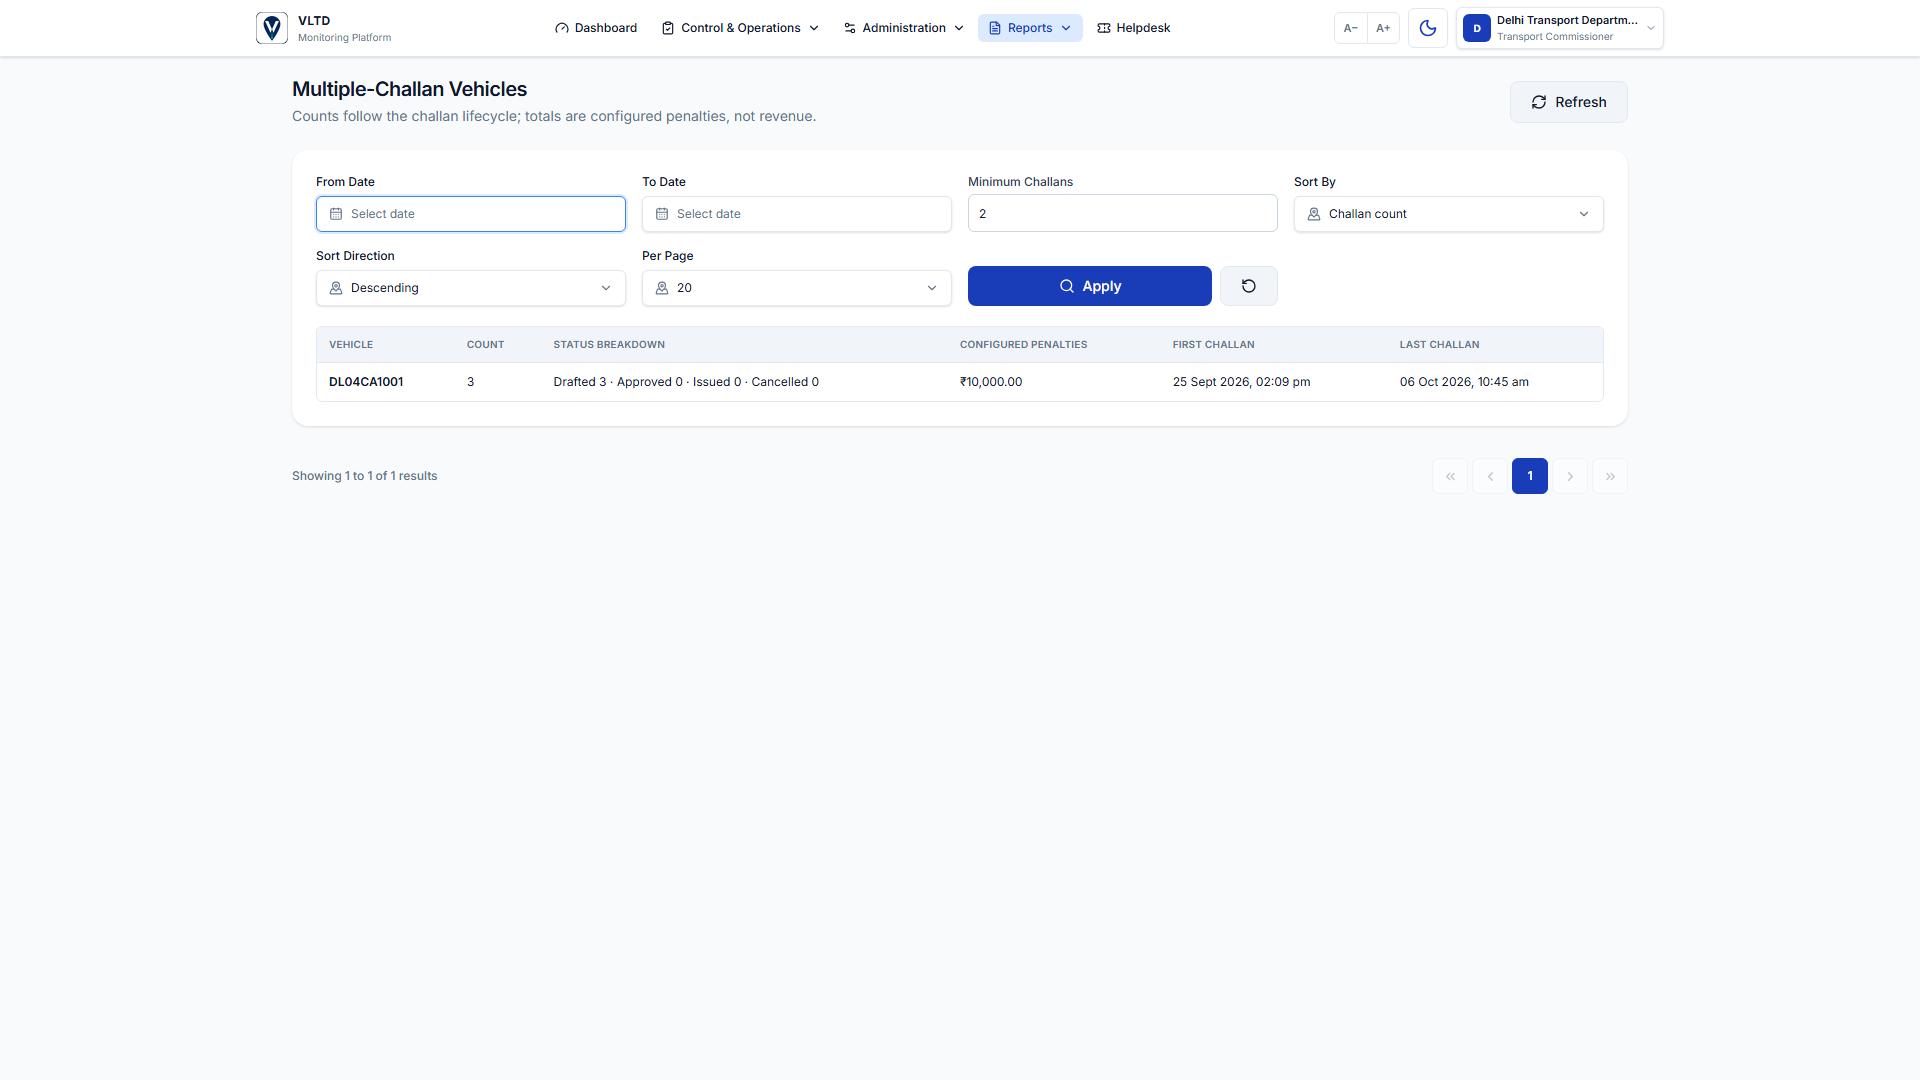 VLTD
Monitoring Platform
Dashboard
Control & Operations
Administration
Reports
Helpdesk
A−
A+
D
Delhi Transport Departm...
Transport Commissioner
Multiple-Challan Vehicles
Counts follow the challan lifecycle; totals are configured penalties, not revenue.
Refresh
From Date
To Date
Minimum Challans
Sort By
Select date
Select date
2
Challan count
Sort Direction
Per Page
Descending
20
Apply
VEHICLE COUNT STATUS BREAKDOWN CONFIGURED PENALTIES FIRST CHALLAN LAST CHALLAN
DL04CA1001 3 Drafted 3 · Approved 0 · Issued 0 · Cancelled 0 ₹10,000.00 25 Sept 2026, 02:09 pm 06 Oct 2026, 10:45 am
Showing 1 to 1 of 1 results
« ‹ 1 › »